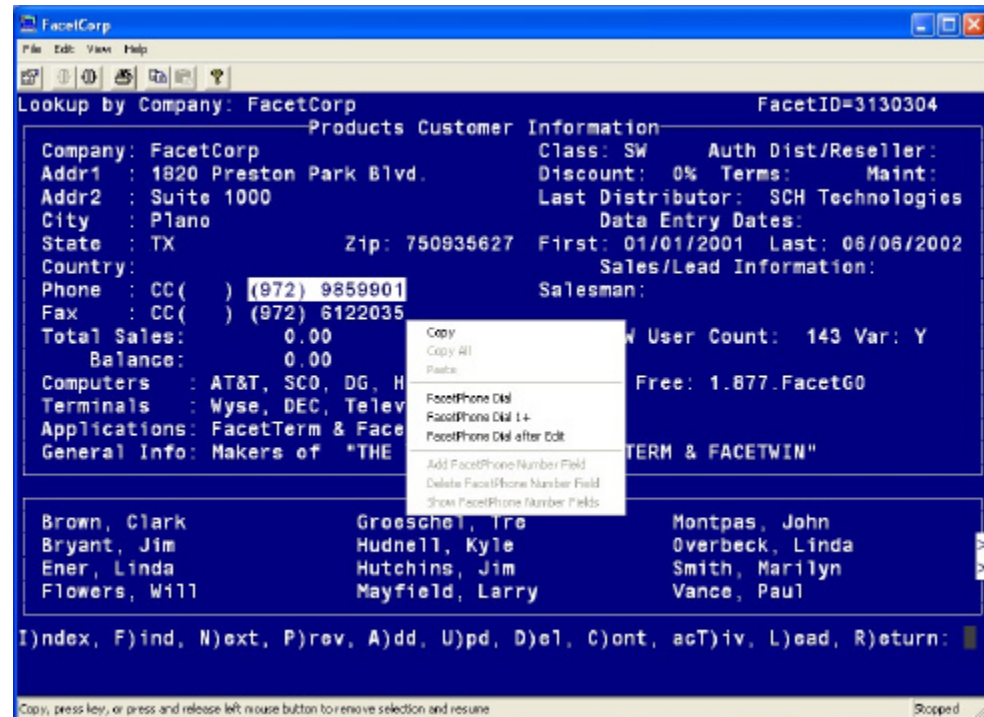 FacetCorp
File Edit View Help
Lookup by Company: FacetCorp FacetID=3130304
Products Customer Information
Company: FacetCorp Class: SW Auth Dist/Reseller:
Addr1 : 1820 Preston Park Blvd. Discount: 0% Terms: Maint:
Addr2 : Suite 1000 Last Distributor: SCH Technologies
City : Plano Data Entry Dates:
State : TX Zip: 750935627 First: 01/01/2001 Last: 06/06/2002
Country: Sales/Lead Information:
Phone : CC( ) (972) 9859901 Salesman:
Fax : CC( ) (972) 6122035
Total Sales: 0.00 User Count: 143 Var: Y
Balance: 0.00
Computers : AT&T, SCO, DG, H Free: 1.877.FacetGO
Terminals : Wyse, DEC, Telev
Applications: FacetTerm & Face
General Info: Makers of "THE TERM & FACETWIN"
Copy
Copy All
Paste
FacetPhone Dial
FacetPhone Dial 1+
FacetPhone Dial after Edit
Add FacetPhone Number Field
Delete FacetPhone Number Field
Show FacetPhone Number Fields
Brown, Clark Groeschel, Tre Montpas, John
Bryant, Jim Hudnell, Kyle Overbeck, Linda
Ener, Linda Hutchins, Jim Smith, Marilyn
Flowers, Will Mayfield, Larry Vance, Paul
I)ndex, F)ind, N)ext, P)rev, A)dd, U)pd, D)el, C)ont, acT)iv, L)ead, R)eturn:
Copy, press key, or press and release left mouse button to remove selection and resume Stopped